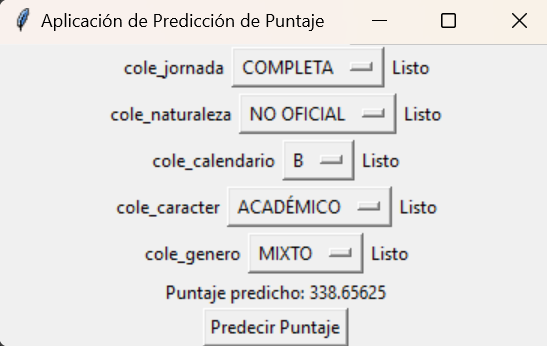 Aplicación de Predicción de Puntaje
cole_jornada COMPLETA Listo
cole_naturaleza NO OFICIAL Listo
cole_calendario B Listo
cole_caracter ACADÉMICO Listo
cole_genero MIXTO Listo
Puntaje predicho: 338.65625
Predecir Puntaje